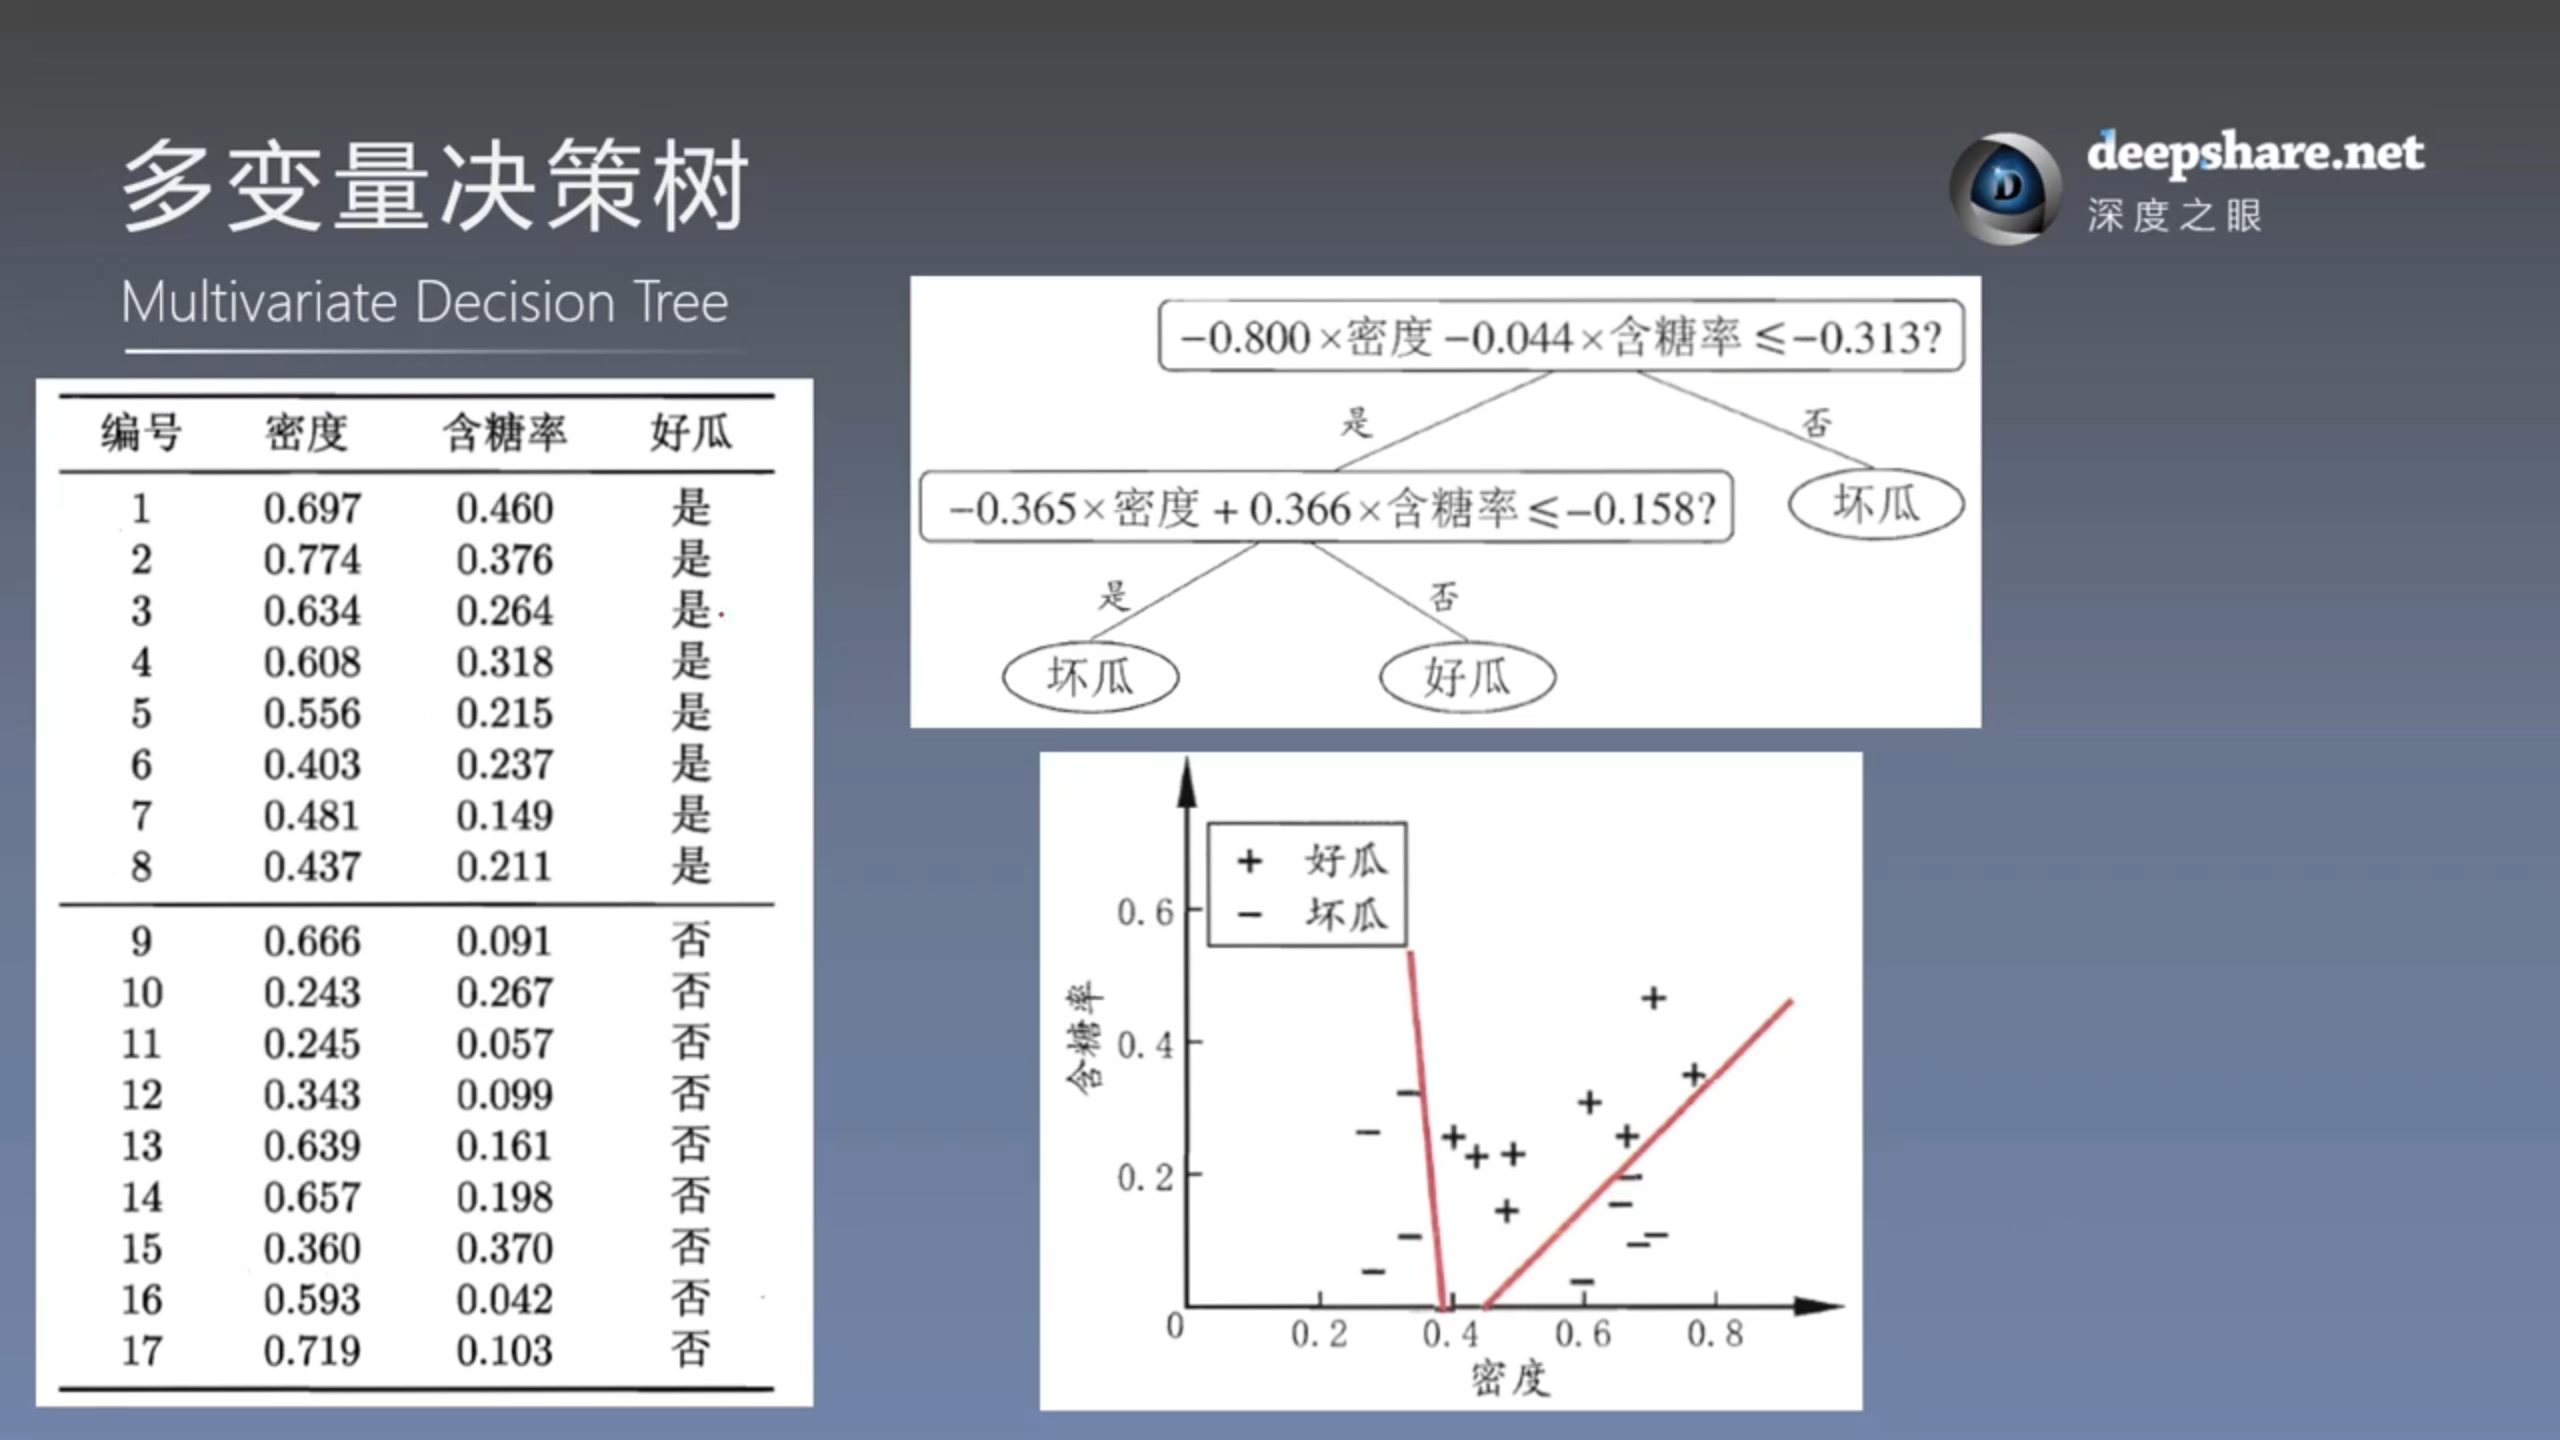 多变量决策树
Multivariate Decision Tree
deepshare.net
深度之眼
编号 密度 含糖率 好瓜
1 0.697 0.460 是
2 0.774 0.376 是
3 0.634 0.264 是
4 0.608 0.318 是
5 0.556 0.215 是
6 0.403 0.237 是
7 0.481 0.149 是
8 0.437 0.211 是
9 0.666 0.091 否
10 0.243 0.267 否
11 0.245 0.057 否
12 0.343 0.099 否
13 0.639 0.161 否
14 0.657 0.198 否
15 0.360 0.370 否
16 0.593 0.042 否
17 0.719 0.103 否
−0.800×密度−0.044×含糖率≤−0.313?
是 否
−0.365×密度+0.366×含糖率≤−0.158?
坏瓜
是 否
坏瓜 好瓜
+ 好瓜
− 坏瓜
0.6
0.4
0.2
含糖率
0 0.2 0.4 0.6 0.8
密度